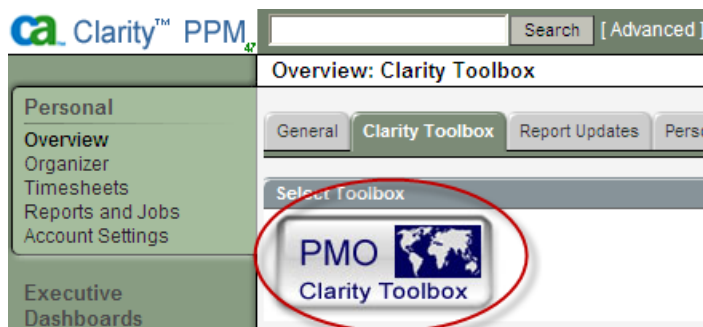 ca Clarity™ PPM 47
Search [ Advanced ]
Overview: Clarity Toolbox
Personal
Overview
Organizer
Timesheets
Reports and Jobs
Account Settings
Executive
Dashboards
General Clarity Toolbox Report Updates
Select Toolbox
PMO
Clarity Toolbox